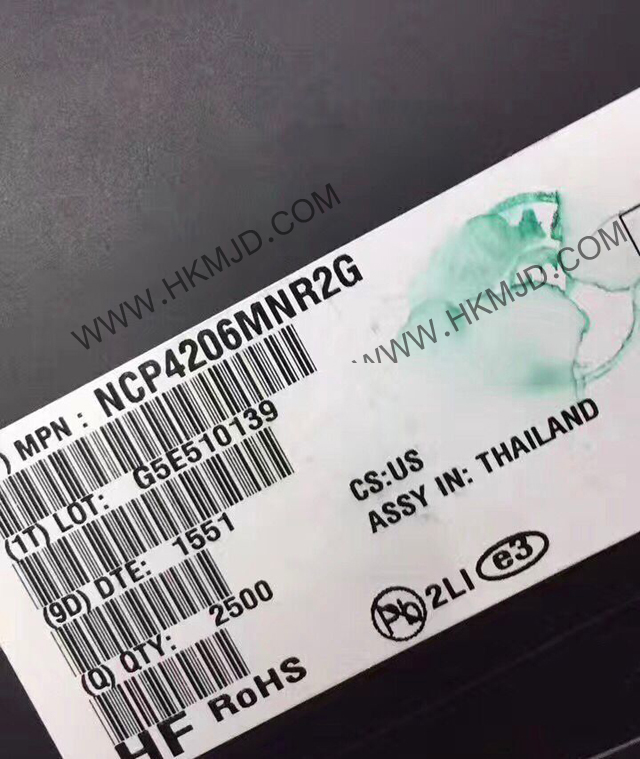 WWW.HKMJD.COM
WWW.HKMJD.COM
) MPN : NCP4206MNR2G
(1T) LOT: G5E510139
(9D) DTE: 1551
(Q) QTY: 2500
HF RoHS
CS:US
ASSY IN: THAILAND
Pb 2LI e3